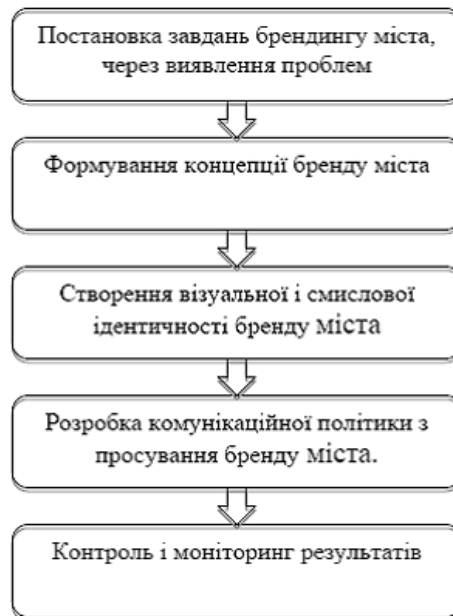 Постановка завдань брендингу міста,
через виявлення проблем
Формування концепції бренду міста
Створення візуальної і смислової
ідентичності бренду міста
Розробка комунікаційної політики з
просування бренду міста.
Контроль і моніторинг результатів